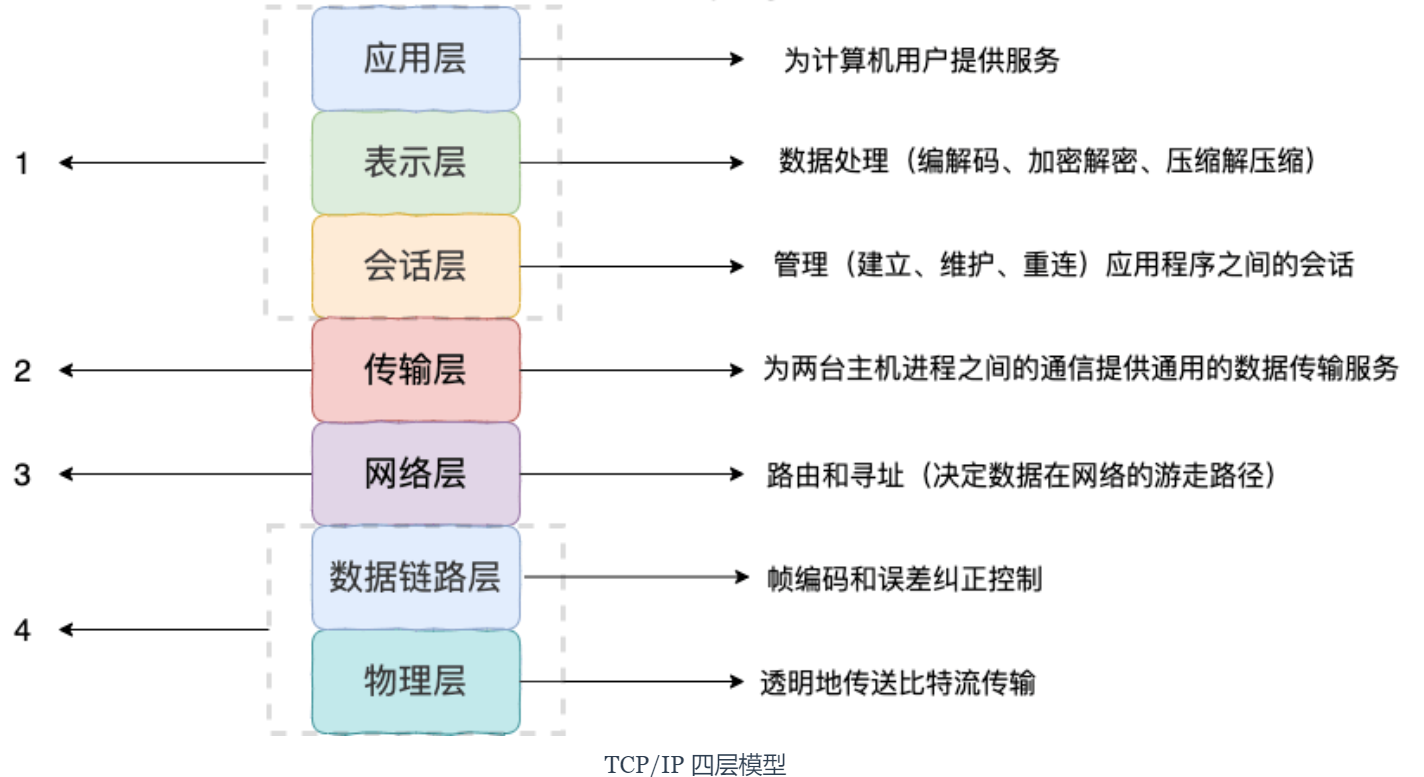 应用层
为计算机用户提供服务
1
表示层
数据处理（编解码、加密解密、压缩解压缩）
会话层
管理（建立、维护、重连）应用程序之间的会话
2
传输层
为两台主机进程之间的通信提供通用的数据传输服务
3
网络层
路由和寻址（决定数据在网络的游走路径）
数据链路层
帧编码和误差纠正控制
4
物理层
透明地传送比特流传输
TCP/IP 四层模型